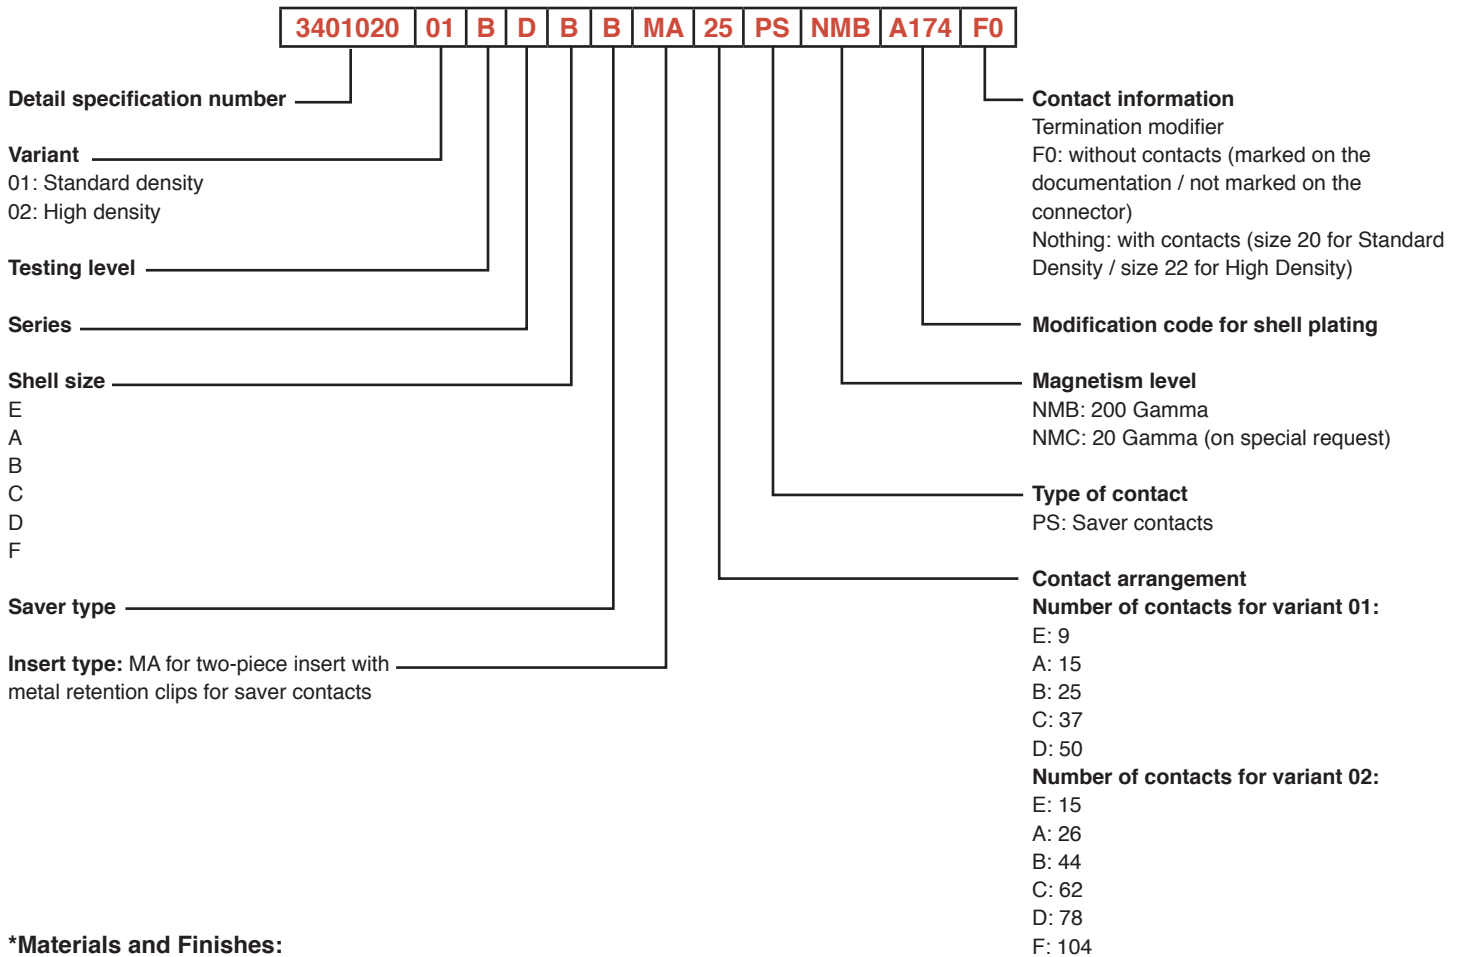 3401020 01 B D B B MA 25 PS NMB A174 F0
Detail specification number
Variant
01: Standard density
02: High density
Testing level
Series
Shell size
E
A
B
C
D
F
Saver type
Insert type: MA for two-piece insert with
metal retention clips for saver contacts
Contact information
Termination modifier
F0: without contacts (marked on the
documentation / not marked on the
connector)
Nothing: with contacts (size 20 for Standard
Density / size 22 for High Density)
Modification code for shell plating
Magnetism level
NMB: 200 Gamma
NMC: 20 Gamma (on special request)
Type of contact
PS: Saver contacts
Contact arrangement
Number of contacts for variant 01:
E: 9
A: 15
B: 25
C: 37
D: 50
Number of contacts for variant 02:
E: 15
A: 26
B: 44
C: 62
D: 78
F: 104
*Materials and Finishes: